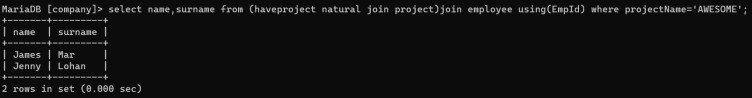 MariaDB [company]> select name,surname from (haveproject natural join project)join employee using(EmpId) where projectName='AWESOME';
+-------+---------+
| name  | surname |
+-------+---------+
| James | Mar     |
| Jenny | Lohan   |
+-------+---------+
2 rows in set (0.000 sec)